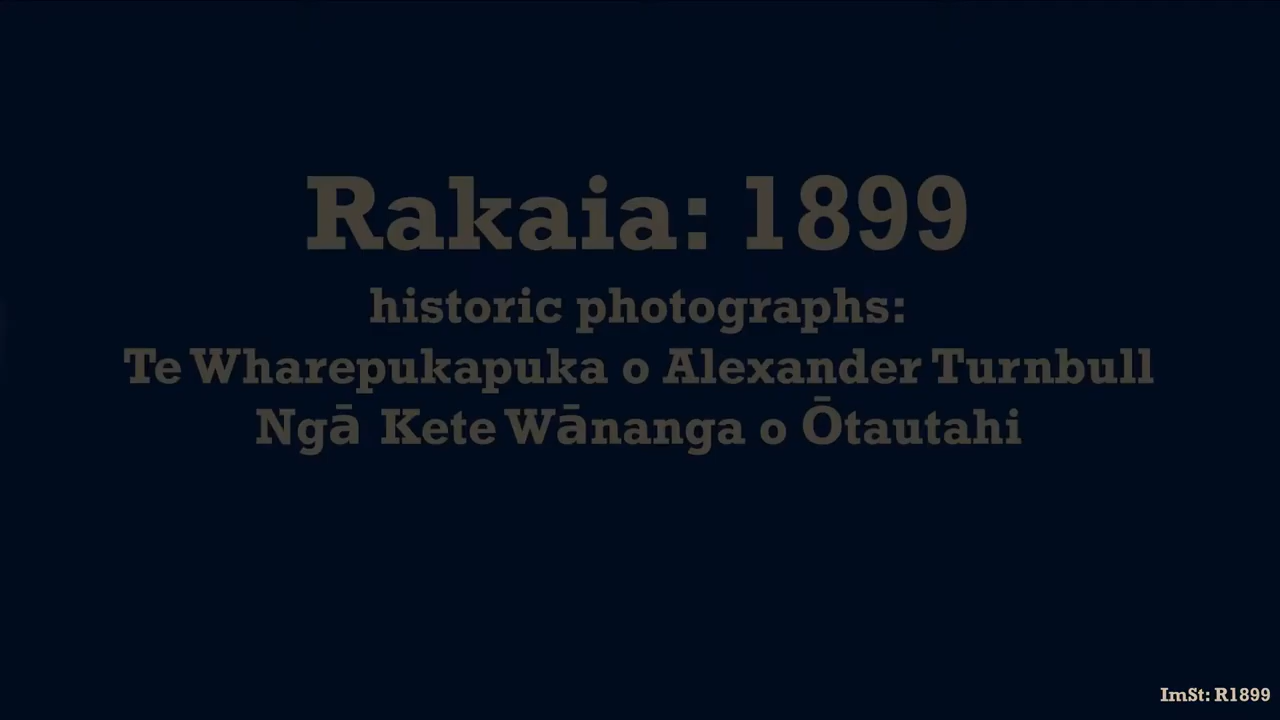 Rakaia: 1899
historic photographs:
Te Wharepukapuka o Alexander Turnbull
Ngā Kete Wānanga o Ōtautahi
ImSt: R1899